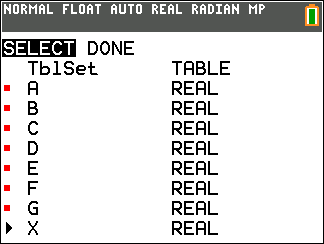 NORMAL FLOAT AUTO REAL RADIAN MP
SELECT DONE
TblSet TABLE
A REAL
B REAL
C REAL
D REAL
E REAL
F REAL
G REAL
X REAL